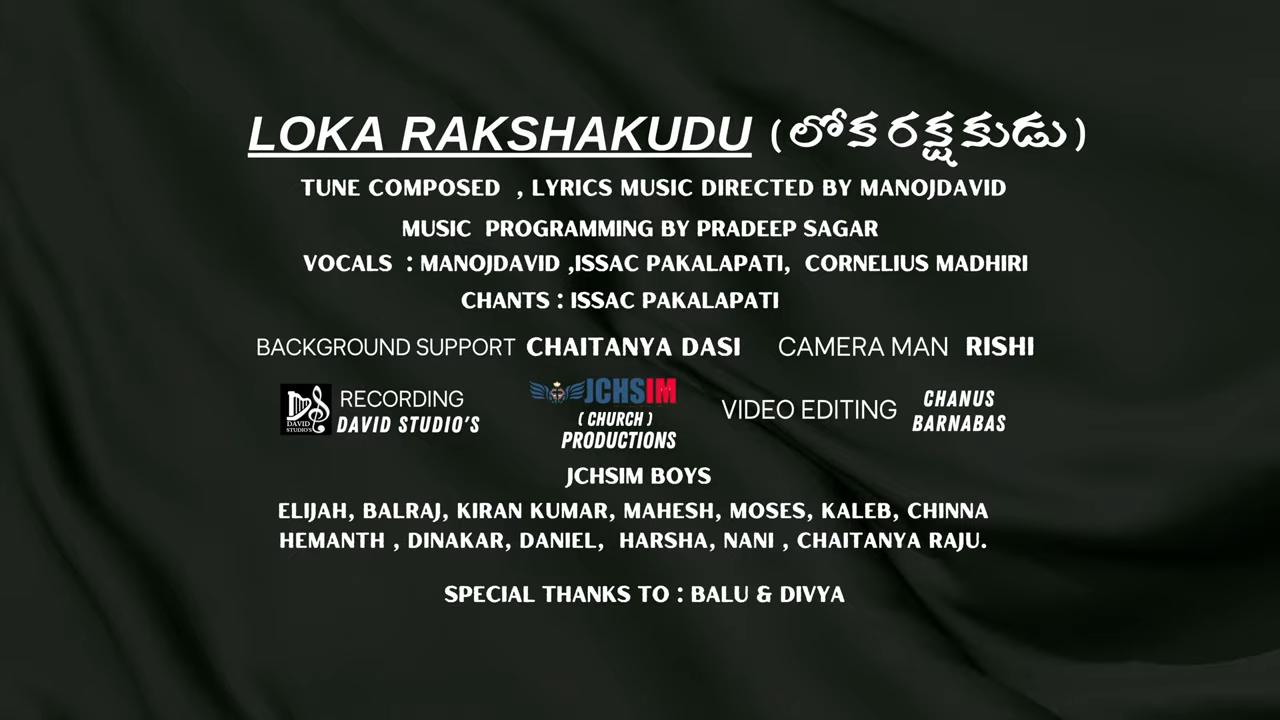 LOKA RAKSHAKUDU (లోక రక్షకుడు)
TUNE COMPOSED , LYRICS MUSIC DIRECTED BY MANOJDAVID
MUSIC PROGRAMMING BY PRADEEP SAGAR
VOCALS : MANOJDAVID ,ISSAC PAKALAPATI, CORNELIUS MADHIRI
CHANTS : ISSAC PAKALAPATI
BACKGROUND SUPPORT CHAITANYA DASI CAMERA MAN RISHI
DAVID
STUDIO'S
RECORDING
DAVID STUDIO'S
JCHSIM
( CHURCH )
PRODUCTIONS
VIDEO EDITING
CHANUS
BARNABAS
JCHSIM BOYS
ELIJAH, BALRAJ, KIRAN KUMAR, MAHESH, MOSES, KALEB, CHINNA
HEMANTH , DINAKAR, DANIEL, HARSHA, NANI , CHAITANYA RAJU.
SPECIAL THANKS TO : BALU & DIVYA